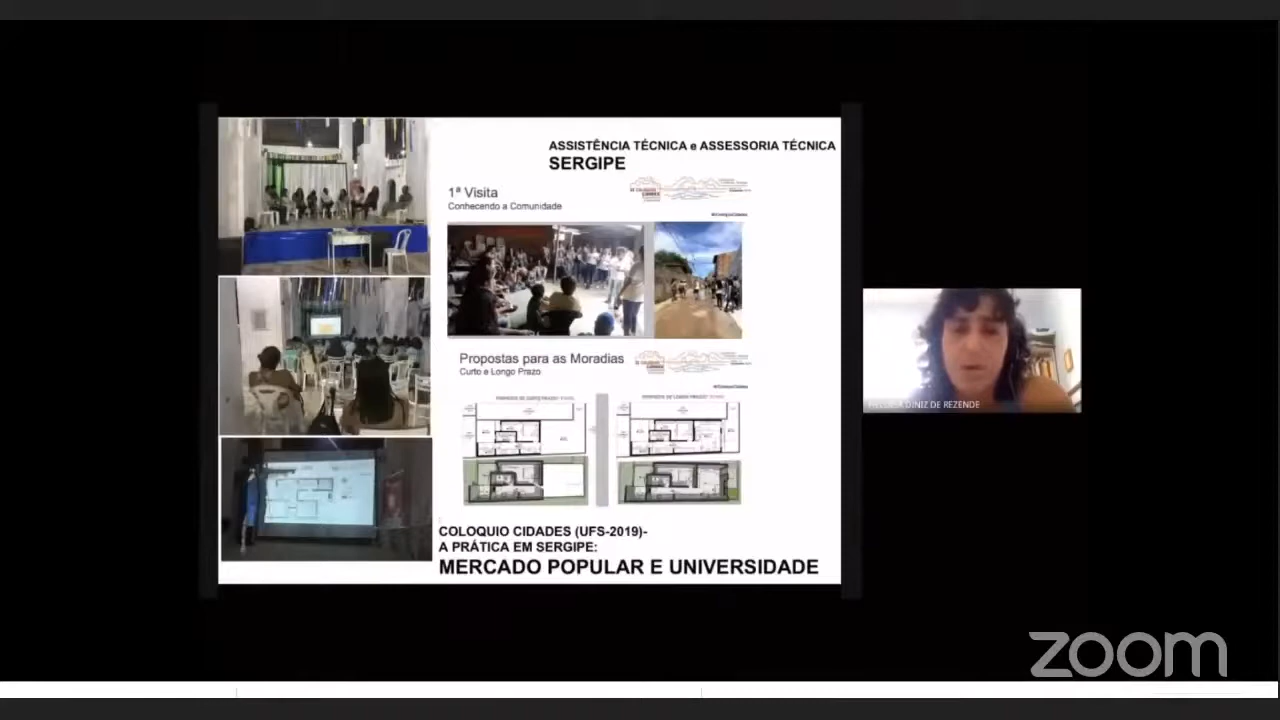 ASSISTÊNCIA TÉCNICA e ASSESSORIA TÉCNICA
SERGIPE
1ª Visita
Conhecendo a Comunidade
Propostas para as Moradias
Curto e Longo Prazo
COLOQUIO CIDADES (UFS-2019)-
A PRÁTICA EM SERGIPE:
MERCADO POPULAR E UNIVERSIDADE
DINIZ DE REZENDE
zoom